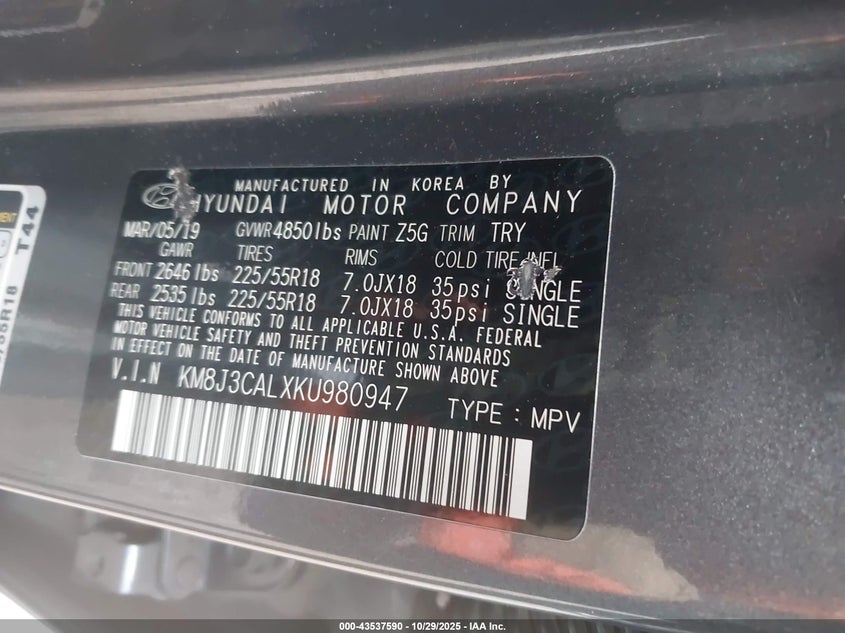 MANUFACTURED IN KOREA BY
HYUNDAI MOTOR COMPANY
MAR/05/19 GVWR 4850lbs PAINT Z5G TRIM TRY
GAWR TIRES RIMS COLD TIRE INFL
FRONT 2646 lbs 225/55R18 7.0JX18 35psi SINGLE
REAR 2535 lbs 225/55R18 7.0JX18 35psi SINGLE
THIS VEHICLE CONFORMS TO ALL APPLICABLE U.S.A. FEDERAL
MOTOR VEHICLE SAFETY AND THEFT PREVENTION STANDARDS
IN EFFECT ON THE DATE OF MANUFACTURE SHOWN ABOVE
V.I.N KM8J3CALXKU980947 TYPE : MPV
T44
000-43537590 - 10/29/2025 - IAA Inc.